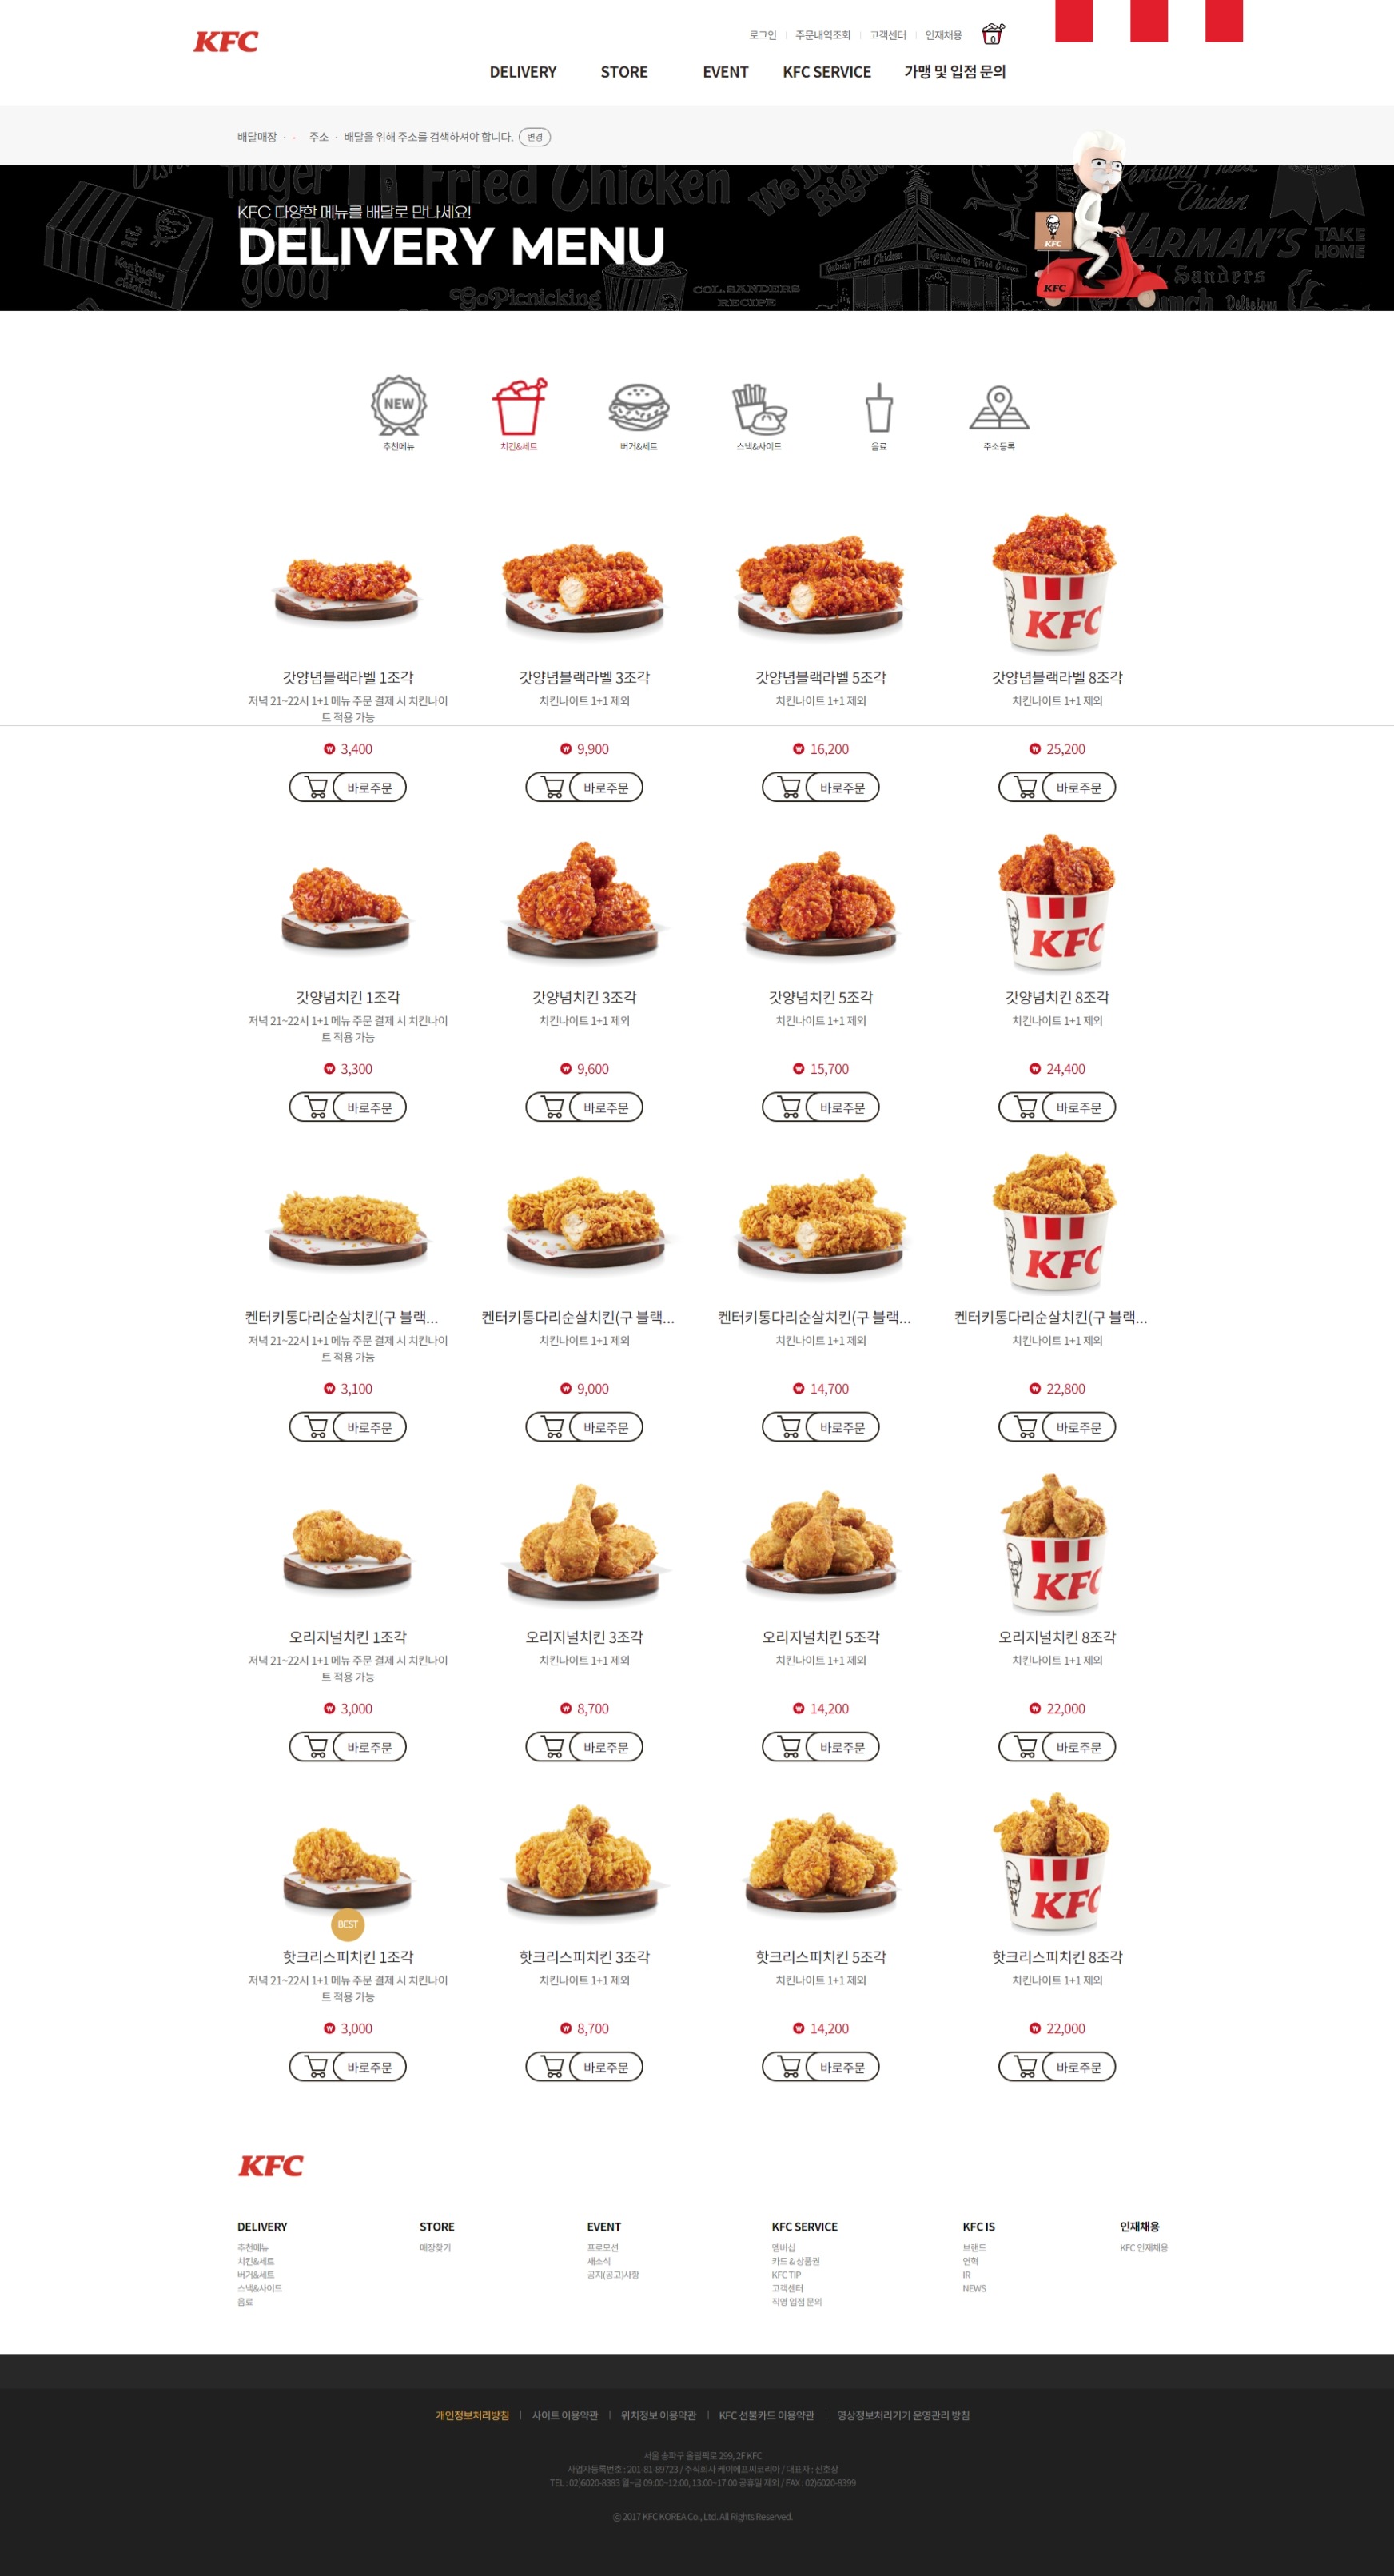 KFC
로그인 주문내역조회 고객센터 인재채용 0
DELIVERY STORE EVENT KFC SERVICE 가맹 및 입점 문의
배달매장 · - 주소 · 배달을 위해 주소를 검색하셔야 합니다. 변경
KFC 다양한 메뉴를 배달로 만나세요!
DELIVERY MENU
NEW
추천메뉴 치킨&세트 버거&세트 스낵&사이드 음료 주소등록
갓양념블랙라벨 1조각 갓양념블랙라벨 3조각 갓양념블랙라벨 5조각 갓양념블랙라벨 8조각
저녁 21~22시 1+1 메뉴 주문 결제 시 치킨나이 치킨나이트 1+1 제외 치킨나이트 1+1 제외 치킨나이트 1+1 제외
트 적용 가능
3,400 9,900 16,200 25,200
바로주문 바로주문 바로주문 바로주문
갓양념치킨 1조각 갓양념치킨 3조각 갓양념치킨 5조각 갓양념치킨 8조각
저녁 21~22시 1+1 메뉴 주문 결제 시 치킨나이 치킨나이트 1+1 제외 치킨나이트 1+1 제외 치킨나이트 1+1 제외
트 적용 가능
3,300 9,600 15,700 24,400
바로주문 바로주문 바로주문 바로주문
켄터키통다리순살치킨(구 블랙... 켄터키통다리순살치킨(구 블랙... 켄터키통다리순살치킨(구 블랙... 켄터키통다리순살치킨(구 블랙...
저녁 21~22시 1+1 메뉴 주문 결제 시 치킨나이 치킨나이트 1+1 제외 치킨나이트 1+1 제외 치킨나이트 1+1 제외
트 적용 가능
3,100 9,000 14,700 22,800
바로주문 바로주문 바로주문 바로주문
오리지널치킨 1조각 오리지널치킨 3조각 오리지널치킨 5조각 오리지널치킨 8조각
저녁 21~22시 1+1 메뉴 주문 결제 시 치킨나이 치킨나이트 1+1 제외 치킨나이트 1+1 제외 치킨나이트 1+1 제외
트 적용 가능
3,000 8,700 14,200 22,000
바로주문 바로주문 바로주문 바로주문
BEST
핫크리스피치킨 1조각 핫크리스피치킨 3조각 핫크리스피치킨 5조각 핫크리스피치킨 8조각
저녁 21~22시 1+1 메뉴 주문 결제 시 치킨나이 치킨나이트 1+1 제외 치킨나이트 1+1 제외 치킨나이트 1+1 제외
트 적용 가능
3,000 8,700 14,200 22,000
바로주문 바로주문 바로주문 바로주문
KFC
DELIVERY STORE EVENT KFC SERVICE KFC IS 인재채용
추천메뉴 매장찾기 프로모션 멤버십 브랜드 KFC 인재채용
치킨&세트 새소식 카드 & 상품권 연혁
버거&세트 공지(공고)사항 KFC TIP IR
스낵&사이드 고객센터 NEWS
음료 직영 입점 문의
개인정보처리방침 사이트 이용약관 위치정보 이용약관 KFC 선불카드 이용약관 영상정보처리기기 운영관리 방침
서울 송파구 올림픽로 299, 2F KFC
사업자등록번호 : 201-81-89723 / 주식회사 케이에프씨코리아 / 대표자 : 신호상
TEL : 02)6020-8383 월~금 09:00~12:00, 13:00~17:00 공휴일 제외 / FAX : 02)6020-8399
ⓒ 2017 KFC KOREA Co., Ltd. All Rights Reserved.